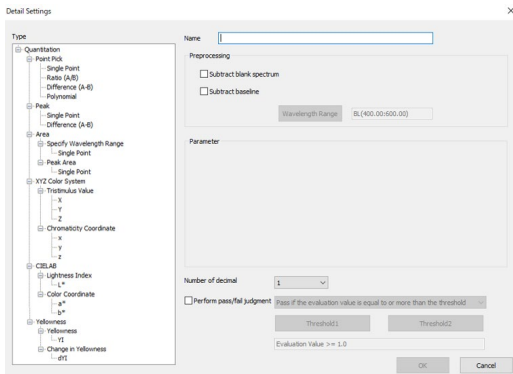 Detail Settings
Type
Quantitation
Point Pick
Single Point
Ratio (A/B)
Difference (A-B)
Polynomial
Peak
Single Point
Difference (A-B)
Area
Specify Wavelength Range
Single Point
Peak Area
Single Point
XYZ Color System
Tristimulus Value
X
Y
Z
Chromaticity Coordinate
x
y
z
CIELAB
Lightness Index
L*
Color Coordinate
a*
b*
Yellowness
Yellowness
YI
Change in Yellowness
dYI
Name
Preprocessing
Subtract blank spectrum
Subtract baseline
Wavelength Range BL(400.00:600.00)
Parameter
Number of decimal 1
Perform pass/fail judgment Pass if the evaluation value is equal to or more than the threshold
Threshold1 Threshold2
Evaluation Value >= 1.0
OK Cancel